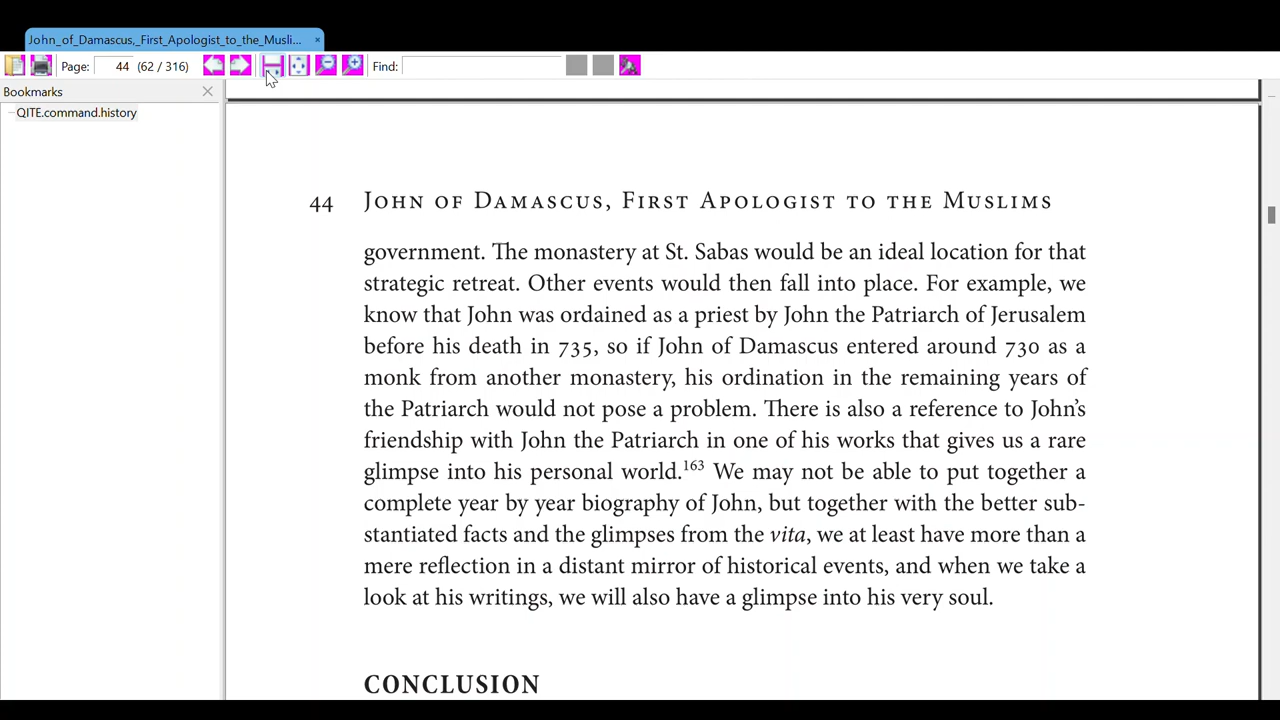 John_of_Damascus,_First_Apologist_to_the_Musli...
Page: 44 (62 / 316) Find:
Bookmarks
QITE.command.history
44 John of Damascus, First Apologist to the Muslims
government. The monastery at St. Sabas would be an ideal location for that
strategic retreat. Other events would then fall into place. For example, we
know that John was ordained as a priest by John the Patriarch of Jerusalem
before his death in 735, so if John of Damascus entered around 730 as a
monk from another monastery, his ordination in the remaining years of
the Patriarch would not pose a problem. There is also a reference to John’s
friendship with John the Patriarch in one of his works that gives us a rare
glimpse into his personal world.163 We may not be able to put together a
complete year by year biography of John, but together with the better sub-
stantiated facts and the glimpses from the vita, we at least have more than a
mere reflection in a distant mirror of historical events, and when we take a
look at his writings, we will also have a glimpse into his very soul.
CONCLUSION